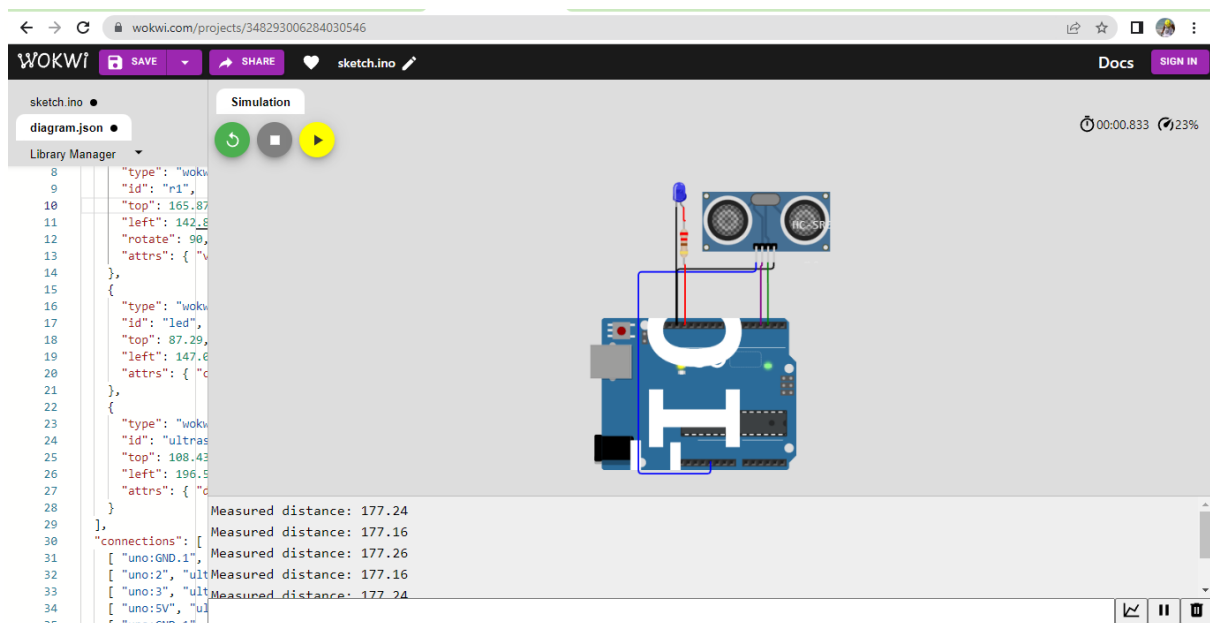 wokwi.com/projects/348293006284030546
WOKWi SAVE SHARE sketch.ino Docs SIGN IN
sketch.ino
diagram.json
Library Manager
Simulation
00:00.833 23%
8 "type": "wokw
9 "id": "r1",
10 "top": 165.87
11 "left": 142.8
12 "rotate": 90,
13 "attrs": { "v
14 },
15 {
16 "type": "wokw
17 "id": "led",
18 "top": 87.29,
19 "left": 147.6
20 "attrs": { "c
21 },
22 {
23 "type": "wokw
24 "id": "ultras
25 "top": 108.43
26 "left": 196.5
27 "attrs": { "d
28 }
29 ],
30 "connections": [
31 [ "uno:GND.1",
32 [ "uno:2", "ult
33 [ "uno:3", "ult
34 [ "uno:5V", "ul
HC-SR
Measured distance: 177.24
Measured distance: 177.16
Measured distance: 177.26
Measured distance: 177.16
Measured distance: 177.24